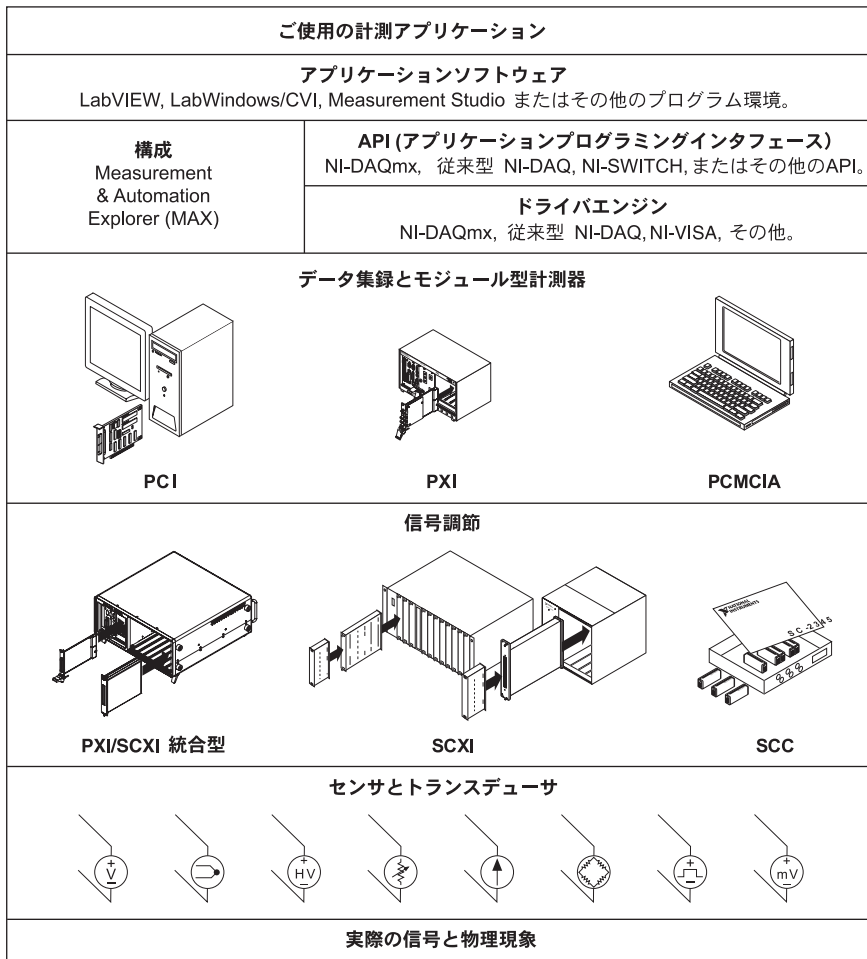 ご使用の計測アプリケーション
アプリケーションソフトウェア
LabVIEW, LabWindows/CVI, Measurement Studio またはその他のプログラム環境。
構成
Measurement
& Automation
Explorer (MAX)
API (アプリケーションプログラミングインタフェース)
NI-DAQmx, 従来型 NI-DAQ, NI-SWITCH, またはその他のAPI。
ドライバエンジン
NI-DAQmx, 従来型 NI-DAQ, NI-VISA, その他。
データ集録とモジュール型計測器
PCI
PXI
PCMCIA
信号調節
NATIONAL
INSTRUMENTS
SC-2345
PXI/SCXI 統合型
SCXI
SCC
センサとトランスデューサ
+
V
−
+
HV
−
+
−
+
mV
−
実際の信号と物理現象